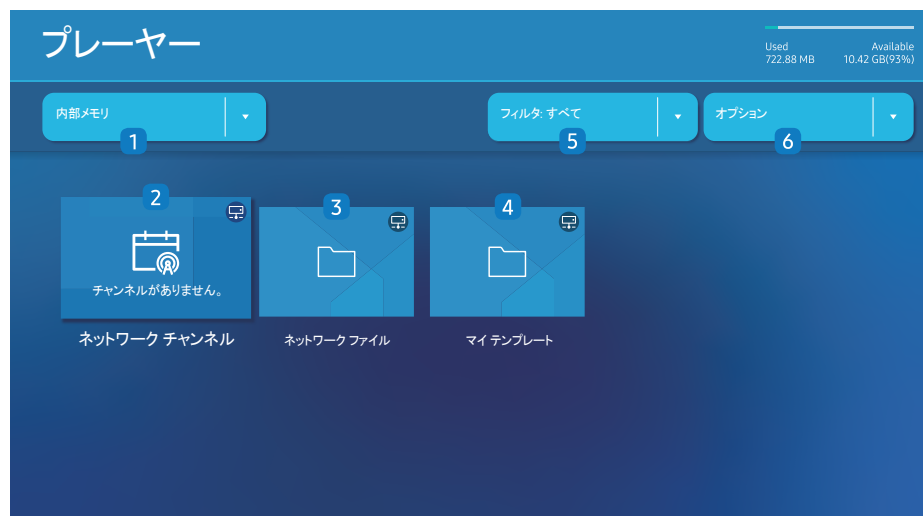 プレーヤー
Used Available
722.88 MB 10.42 GB(93%)
内部メモリ
フィルタ: すべて
オプション
1
5
6
2
3
4
チャンネルがありません。
ネットワーク チャンネル
ネットワーク ファイル
マイ テンプレート